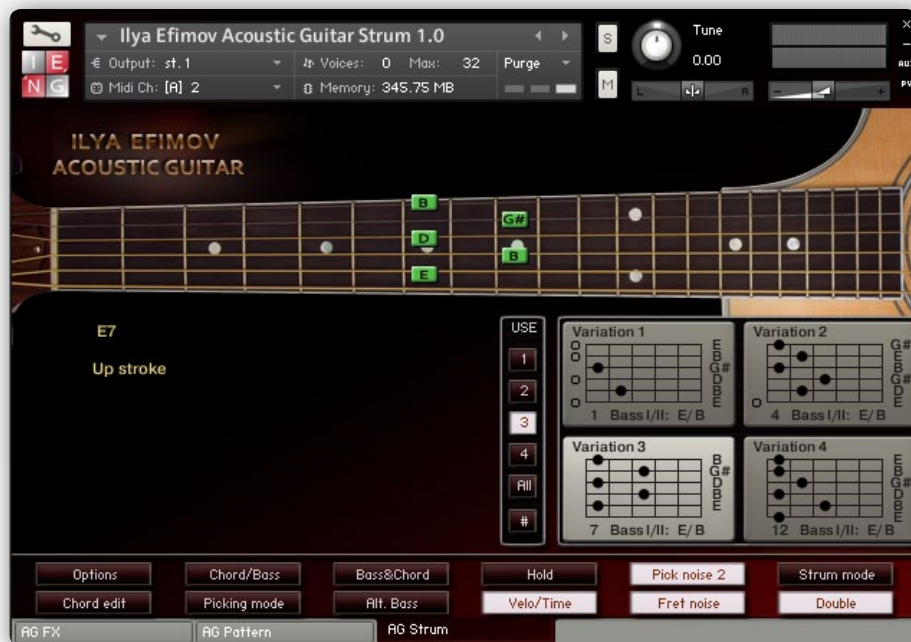 Ilya Efimov Acoustic Guitar Strum 1.0
Output: st. 1 Voices: 0 Max: 32 Purge
Midi Ch: [A] 2 Memory: 345.75 MB
I E
N G
S
M
Tune
0.00
L R
- +
×
-
AUX
PV
ILYA EFIMOV
ACOUSTIC GUITAR
B
G#
D
B
E
E7
Up stroke
USE
1
2
3
4
All
#
Variation 1
E
B
G#
D
B
E
1 Bass I/II: E/B
Variation 2
E
B
G#
D
B
E
4 Bass I/II: E/B
Variation 3
B
G#
D
B
E
7 Bass I/II: E/B
Variation 4
E
B
G#
D
B
E
12 Bass I/II: E/B
Options Chord/Bass Bass&Chord Hold Pick noise 2 Strum mode
Chord edit Picking mode Alt. Bass Velo/Time Fret noise Double
AG FX AG Pattern AG Strum